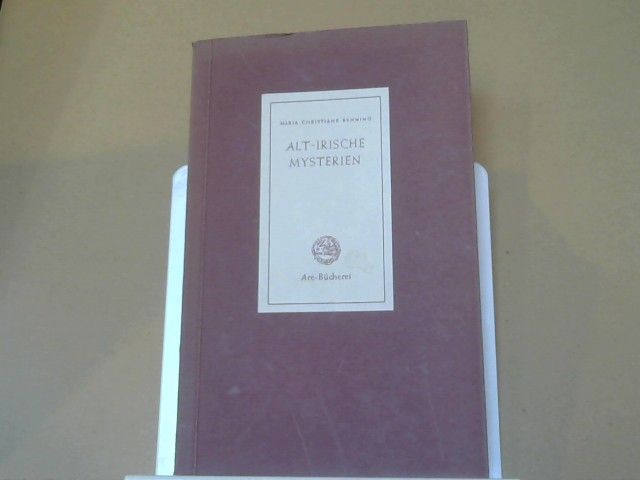 MARIA CHRISTIANE BENNING
ALT-IRISCHE
MYSTERIEN
Arc-Bücherei